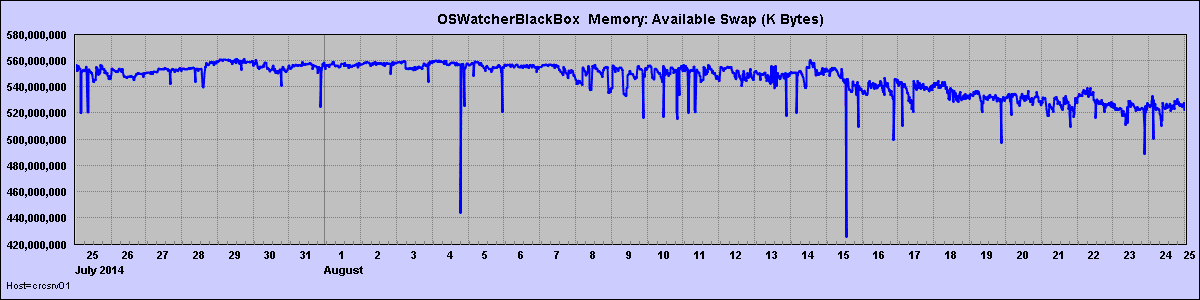 OSWatcherBlackBox Memory: Available Swap (K Bytes)
580,000,000
560,000,000
540,000,000
520,000,000
500,000,000
480,000,000
460,000,000
440,000,000
420,000,000
25 26 27 28 29 30 31 1 2 3 4 5 6 7 8 9 10 11 12 13 14 15 16 17 18 19 20 21 22 23 24 25
July 2014 August
Host=crcsrv01